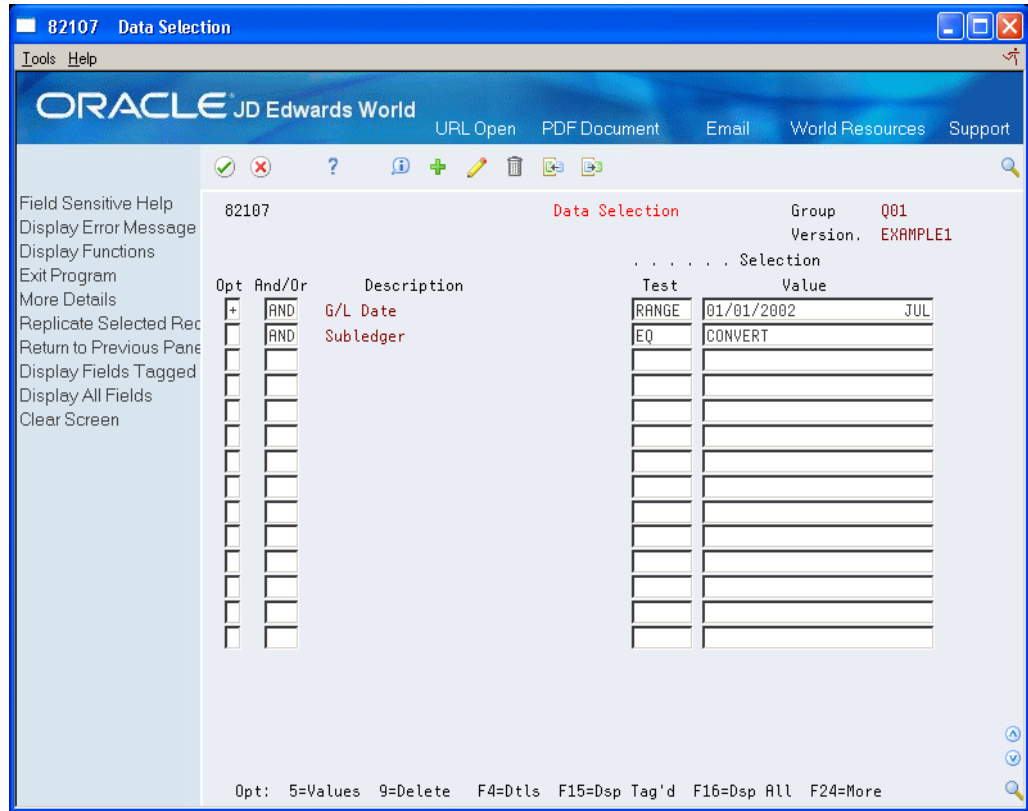 82107 Data Selection
Tools Help
ORACLE JD Edwards World
URL Open PDF Document Email World Resources Support
?
Field Sensitive Help
Display Error Message
Display Functions
Exit Program
More Details
Replicate Selected Rec
Return to Previous Pane
Display Fields Tagged
Display All Fields
Clear Screen
82107 Data Selection Group Q01
Version. EXAMPLE1
. . . . . . Selection
Opt And/Or Description Test Value
+ AND G/L Date RANGE 01/01/2002 JUL
AND Subledger EQ CONVERT
Opt: 5=Values 9=Delete F4=Dtls F15=Dsp Tag'd F16=Dsp All F24=More